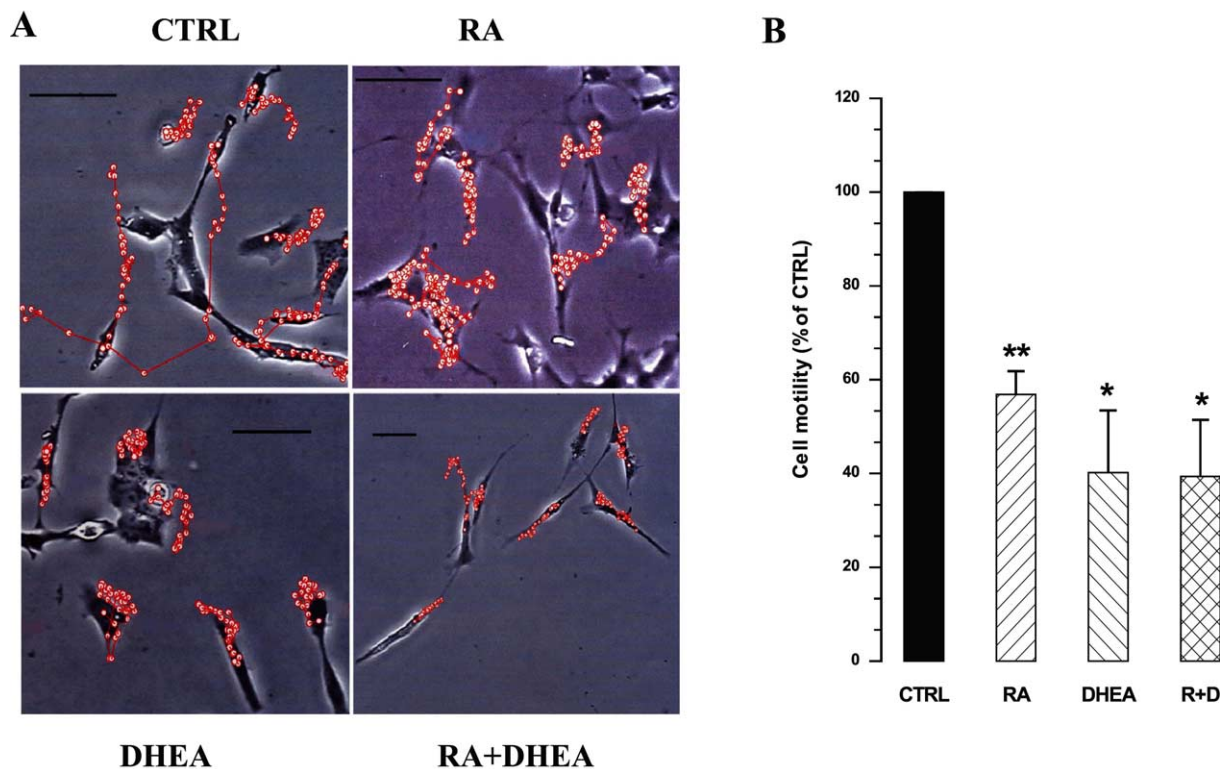 A
CTRL
RA
DHEA
RA+DHEA
B
Cell motility (% of CTRL)
120
100
80
60
40
20
0
**
*
*
CTRL
RA
DHEA
R+D